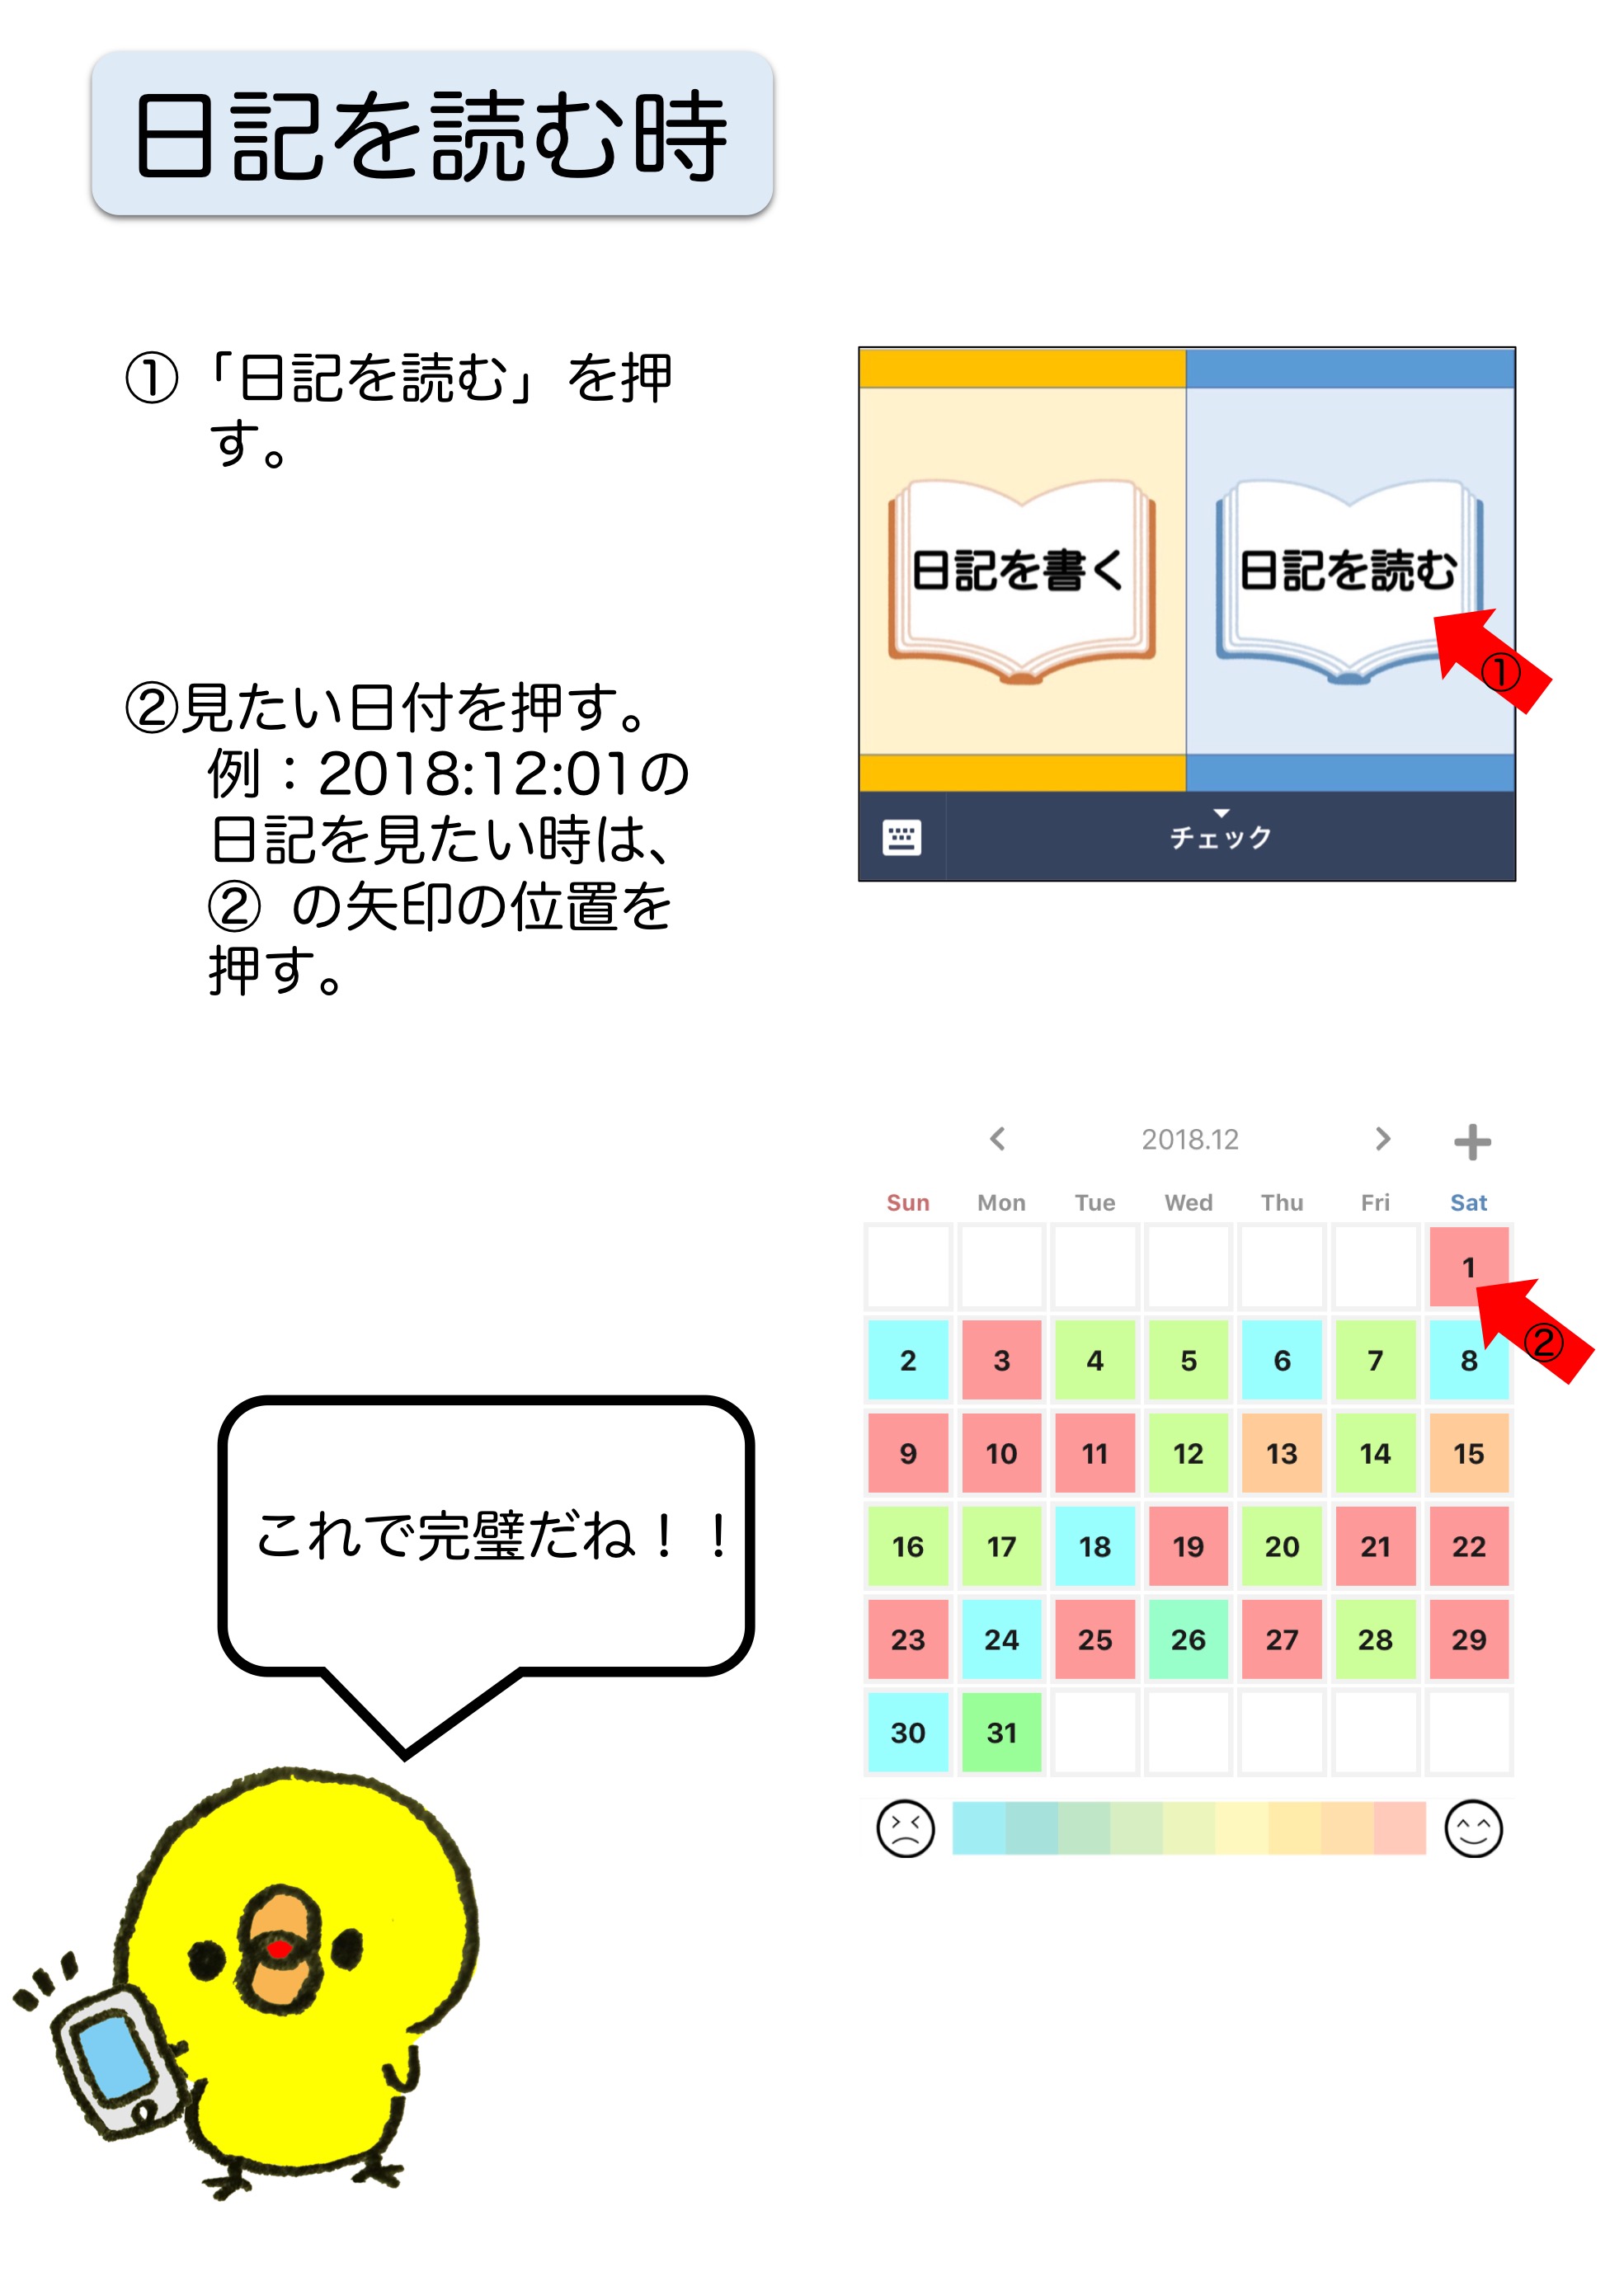 日記を読む時
①「日記を読む」を押
す。
②見たい日付を押す。
例：2018:12:01の
日記を見たい時は、
② の矢印の位置を
押す。
日記を書く
日記を読む
①
チェック
2018.12
Sun Mon Tue Wed Thu Fri Sat
1
②
2 3 4 5 6 7 8
9 10 11 12 13 14 15
16 17 18 19 20 21 22
23 24 25 26 27 28 29
30 31
これで完璧だね！！